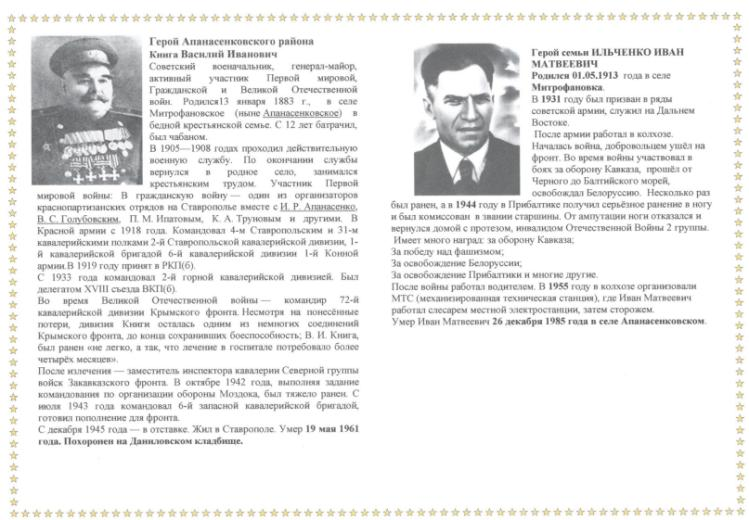 Герой Апанасенковского района
Книга Василий Иванович
Советский военачальник, генерал-майор,
активный участник Первой мировой,
Гражданской и Великой Отечественной
войн. Родился13 января 1883 г., в селе
Митрофановское (ныне Апанасенковское) в
бедной крестьянской семье. С 12 лет батрачил,
был чабаном.
В 1905—1908 годах проходил действительную
военную службу. По окончании службы
вернулся в родное село, занимался
крестьянским трудом. Участник Первой
мировой войны: В гражданскую войну — один из организаторов
краснопартизанских отрядов на Ставрополье вместе с И. Р. Апанасенко,
В. С. Голубовским, П. М. Ипатовым, К. А. Труновым и другими. В
Красной армии с 1918 года. Командовал 4-м Ставропольским и 31-м
кавалерийскими полками 2-й Ставропольской кавалерийской дивизии, 1-
й кавалерийской бригадой 6-й кавалерийской дивизии 1-й Конной
армии.В 1919 году принят в РКП(б).
С 1933 года командовал 2-й горной кавалерийской дивизией. Был
делегатом XVIII съезда ВКП(б).
Во время Великой Отечественной войны — командир 72-й
кавалерийской дивизии Крымского фронта. Несмотря на понесённые
потери, дивизия Книги осталась одним из немногих соединений
Крымского фронта, до конца сохранивших боеспособность; В. И. Книга,
был ранен «не легко, а так, что лечение в госпитале потребовало более
четырёх месяцев».
После излечения — заместитель инспектора кавалерии Северной группы
войск Закавказского фронта. В октябре 1942 года, выполняя задание
командования по организации обороны Моздока, был тяжело ранен. С
июля 1943 года командовал 6-й запасной кавалерийской бригадой,
готовил пополнение для фронта.
С декабря 1945 года — в отставке. Жил в Ставрополе. Умер 19 мая 1961
года. Похоронен на Даниловском кладбище.
Герой семьи ИЛЬЧЕНКО ИВАН
МАТВЕЕВИЧ
Родился 01.05.1913 года в селе
Митрофановка.
В 1931 году был призван в ряды
советской армии, служил на Дальнем
Востоке.
После армии работал в колхозе.
Началась война, добровольцем ушёл на
фронт. Во время войны участвовал в
боях за оборону Кавказа, прошёл от
Черного до Балтийского морей,
освобождал Белоруссию. Несколько раз
был ранен, а в 1944 году в Прибалтике получил серьёзное ранение в ногу
и был комиссован в звании старшины. От ампутации ноги отказался и
вернулся домой с протезом, инвалидом Отечественной Войны 2 группы.
Имеет много наград: за оборону Кавказа;
За победу над фашизмом;
За освобождение Белоруссии;
За освобождение Прибалтики и многие другие.
После войны работал водителем. В 1955 году в колхозе организовали
МТС (механизированная техническая станция), где Иван Матвеевич
работал слесарем местной электростанции, затем сторожем.
Умер Иван Матвеевич 26 декабря 1985 года в селе Апанасенковском.